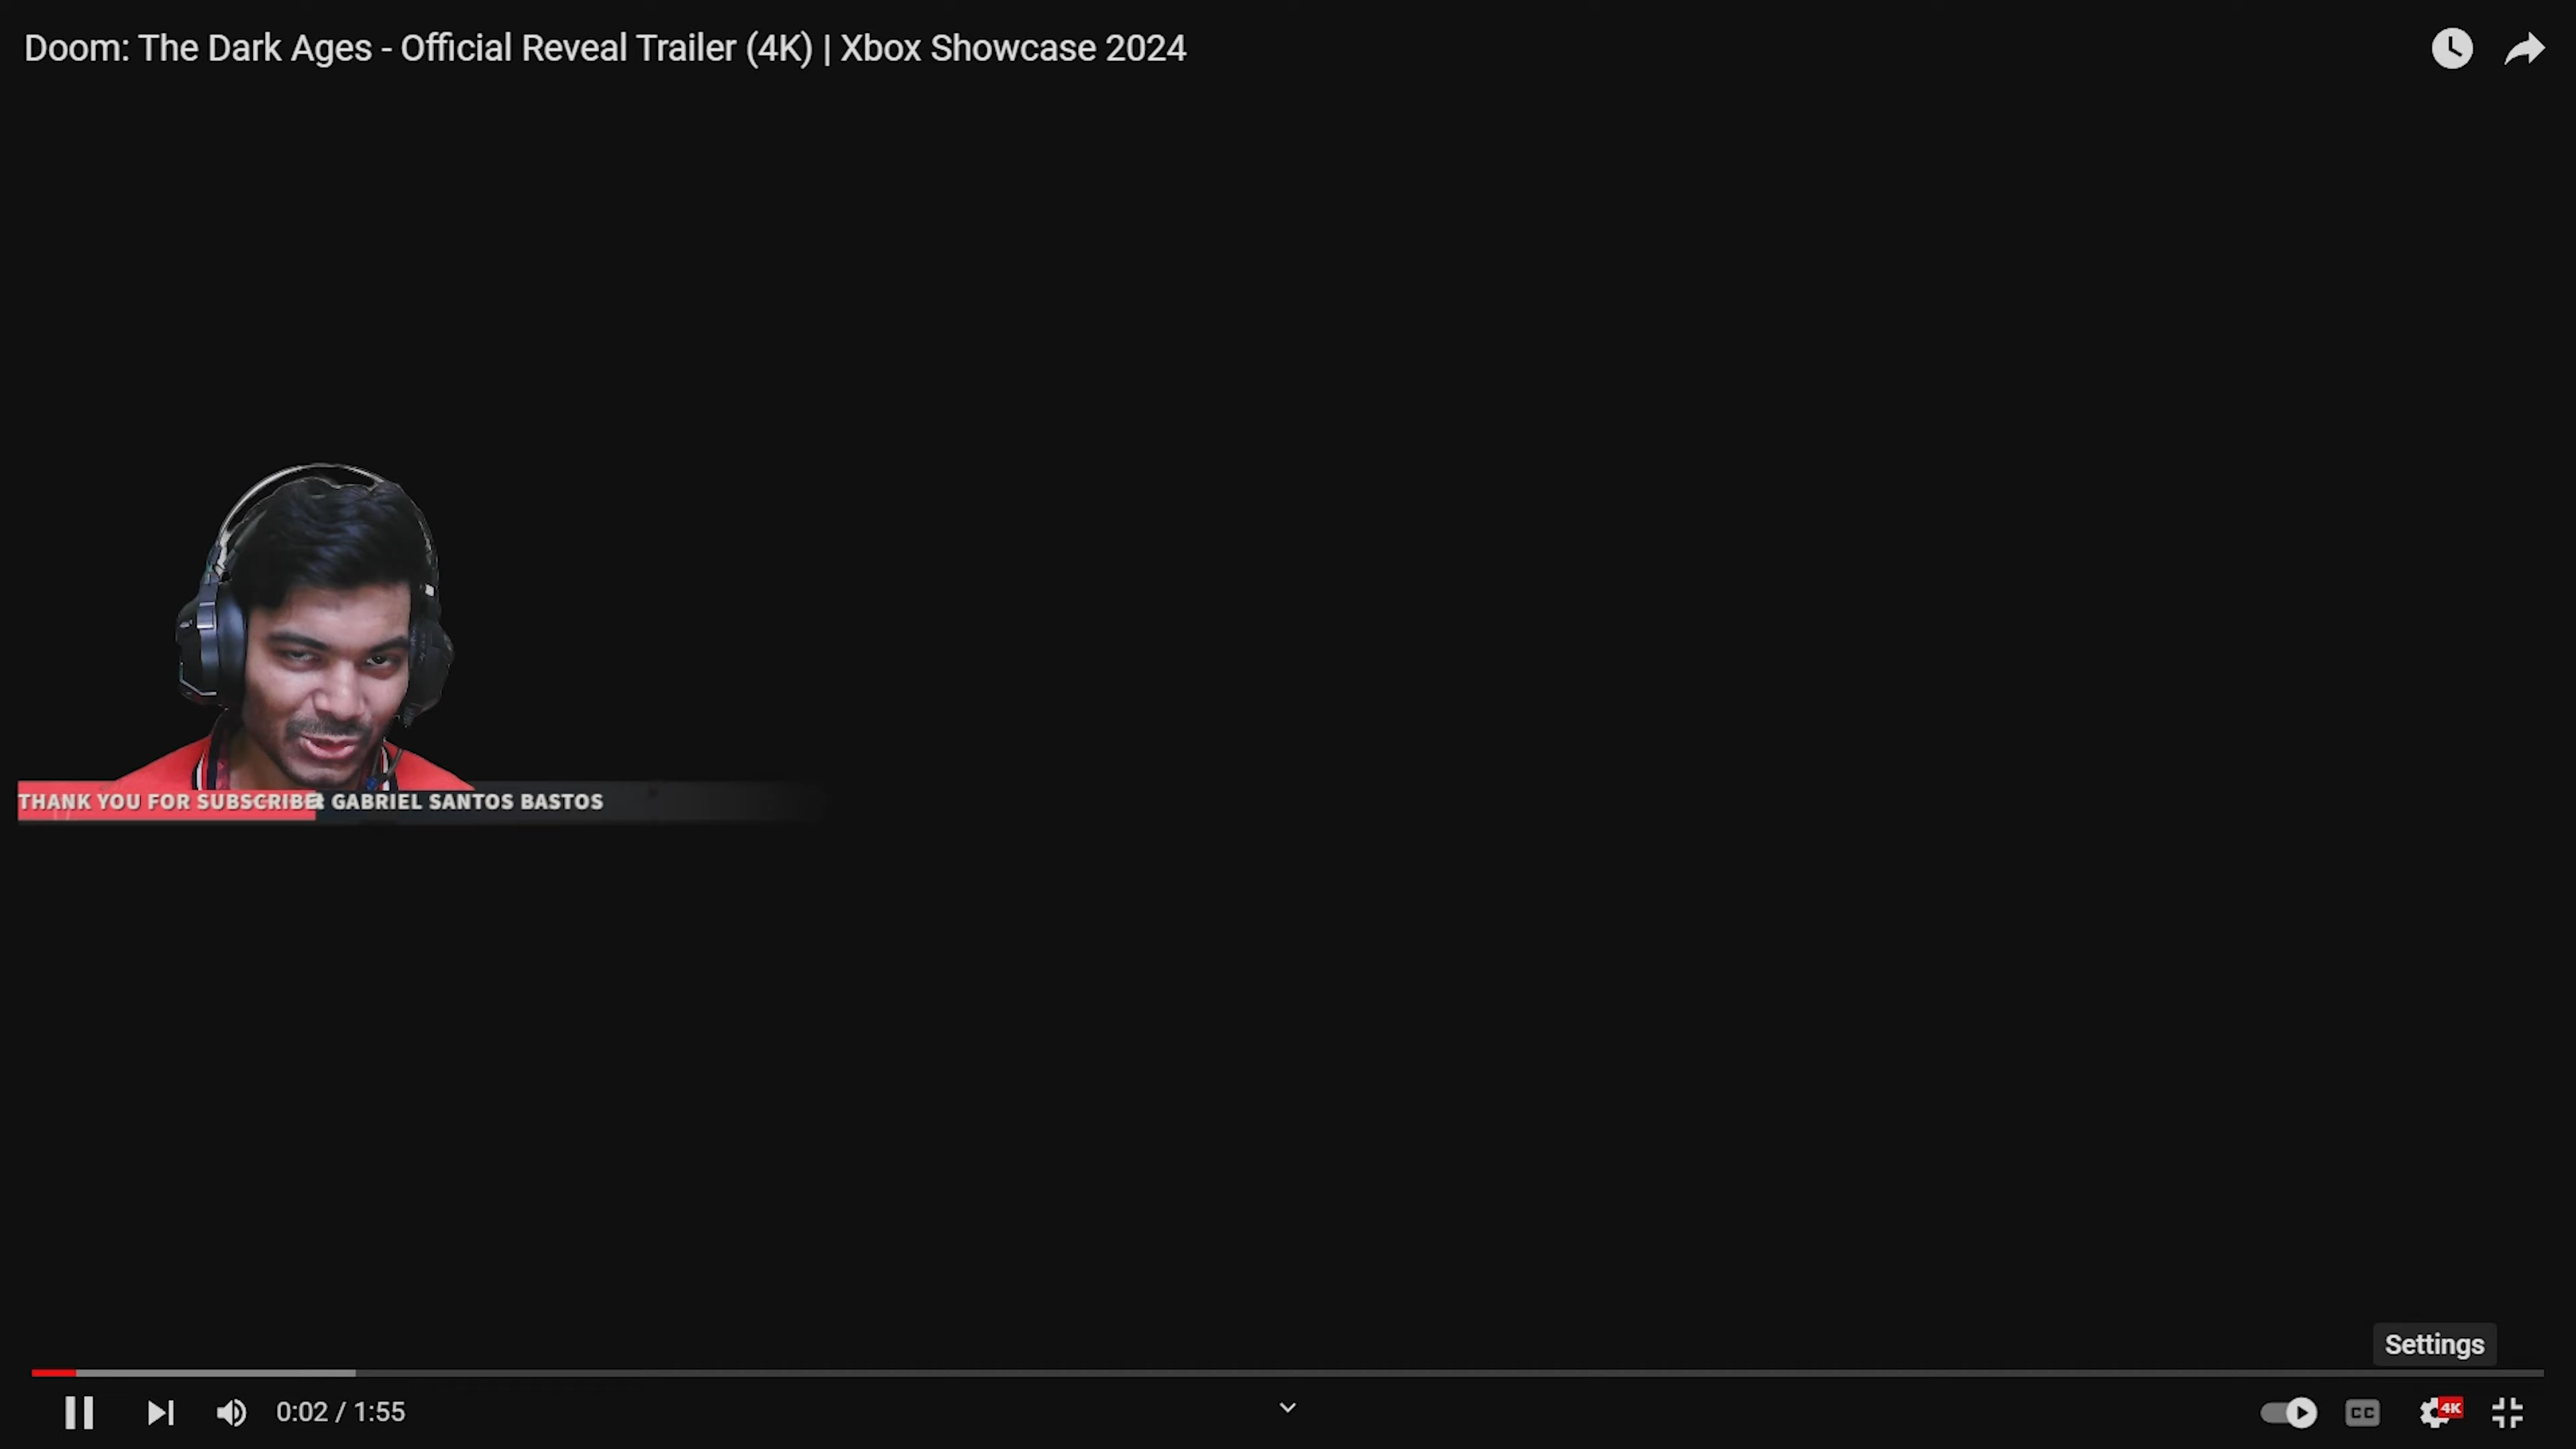 Doom: The Dark Ages - Official Reveal Trailer (4K) | Xbox Showcase 2024
THANK YOU FOR SUBSCRIBE: GABRIEL SANTOS BASTOS
Settings
0:02 / 1:55
CC
4K